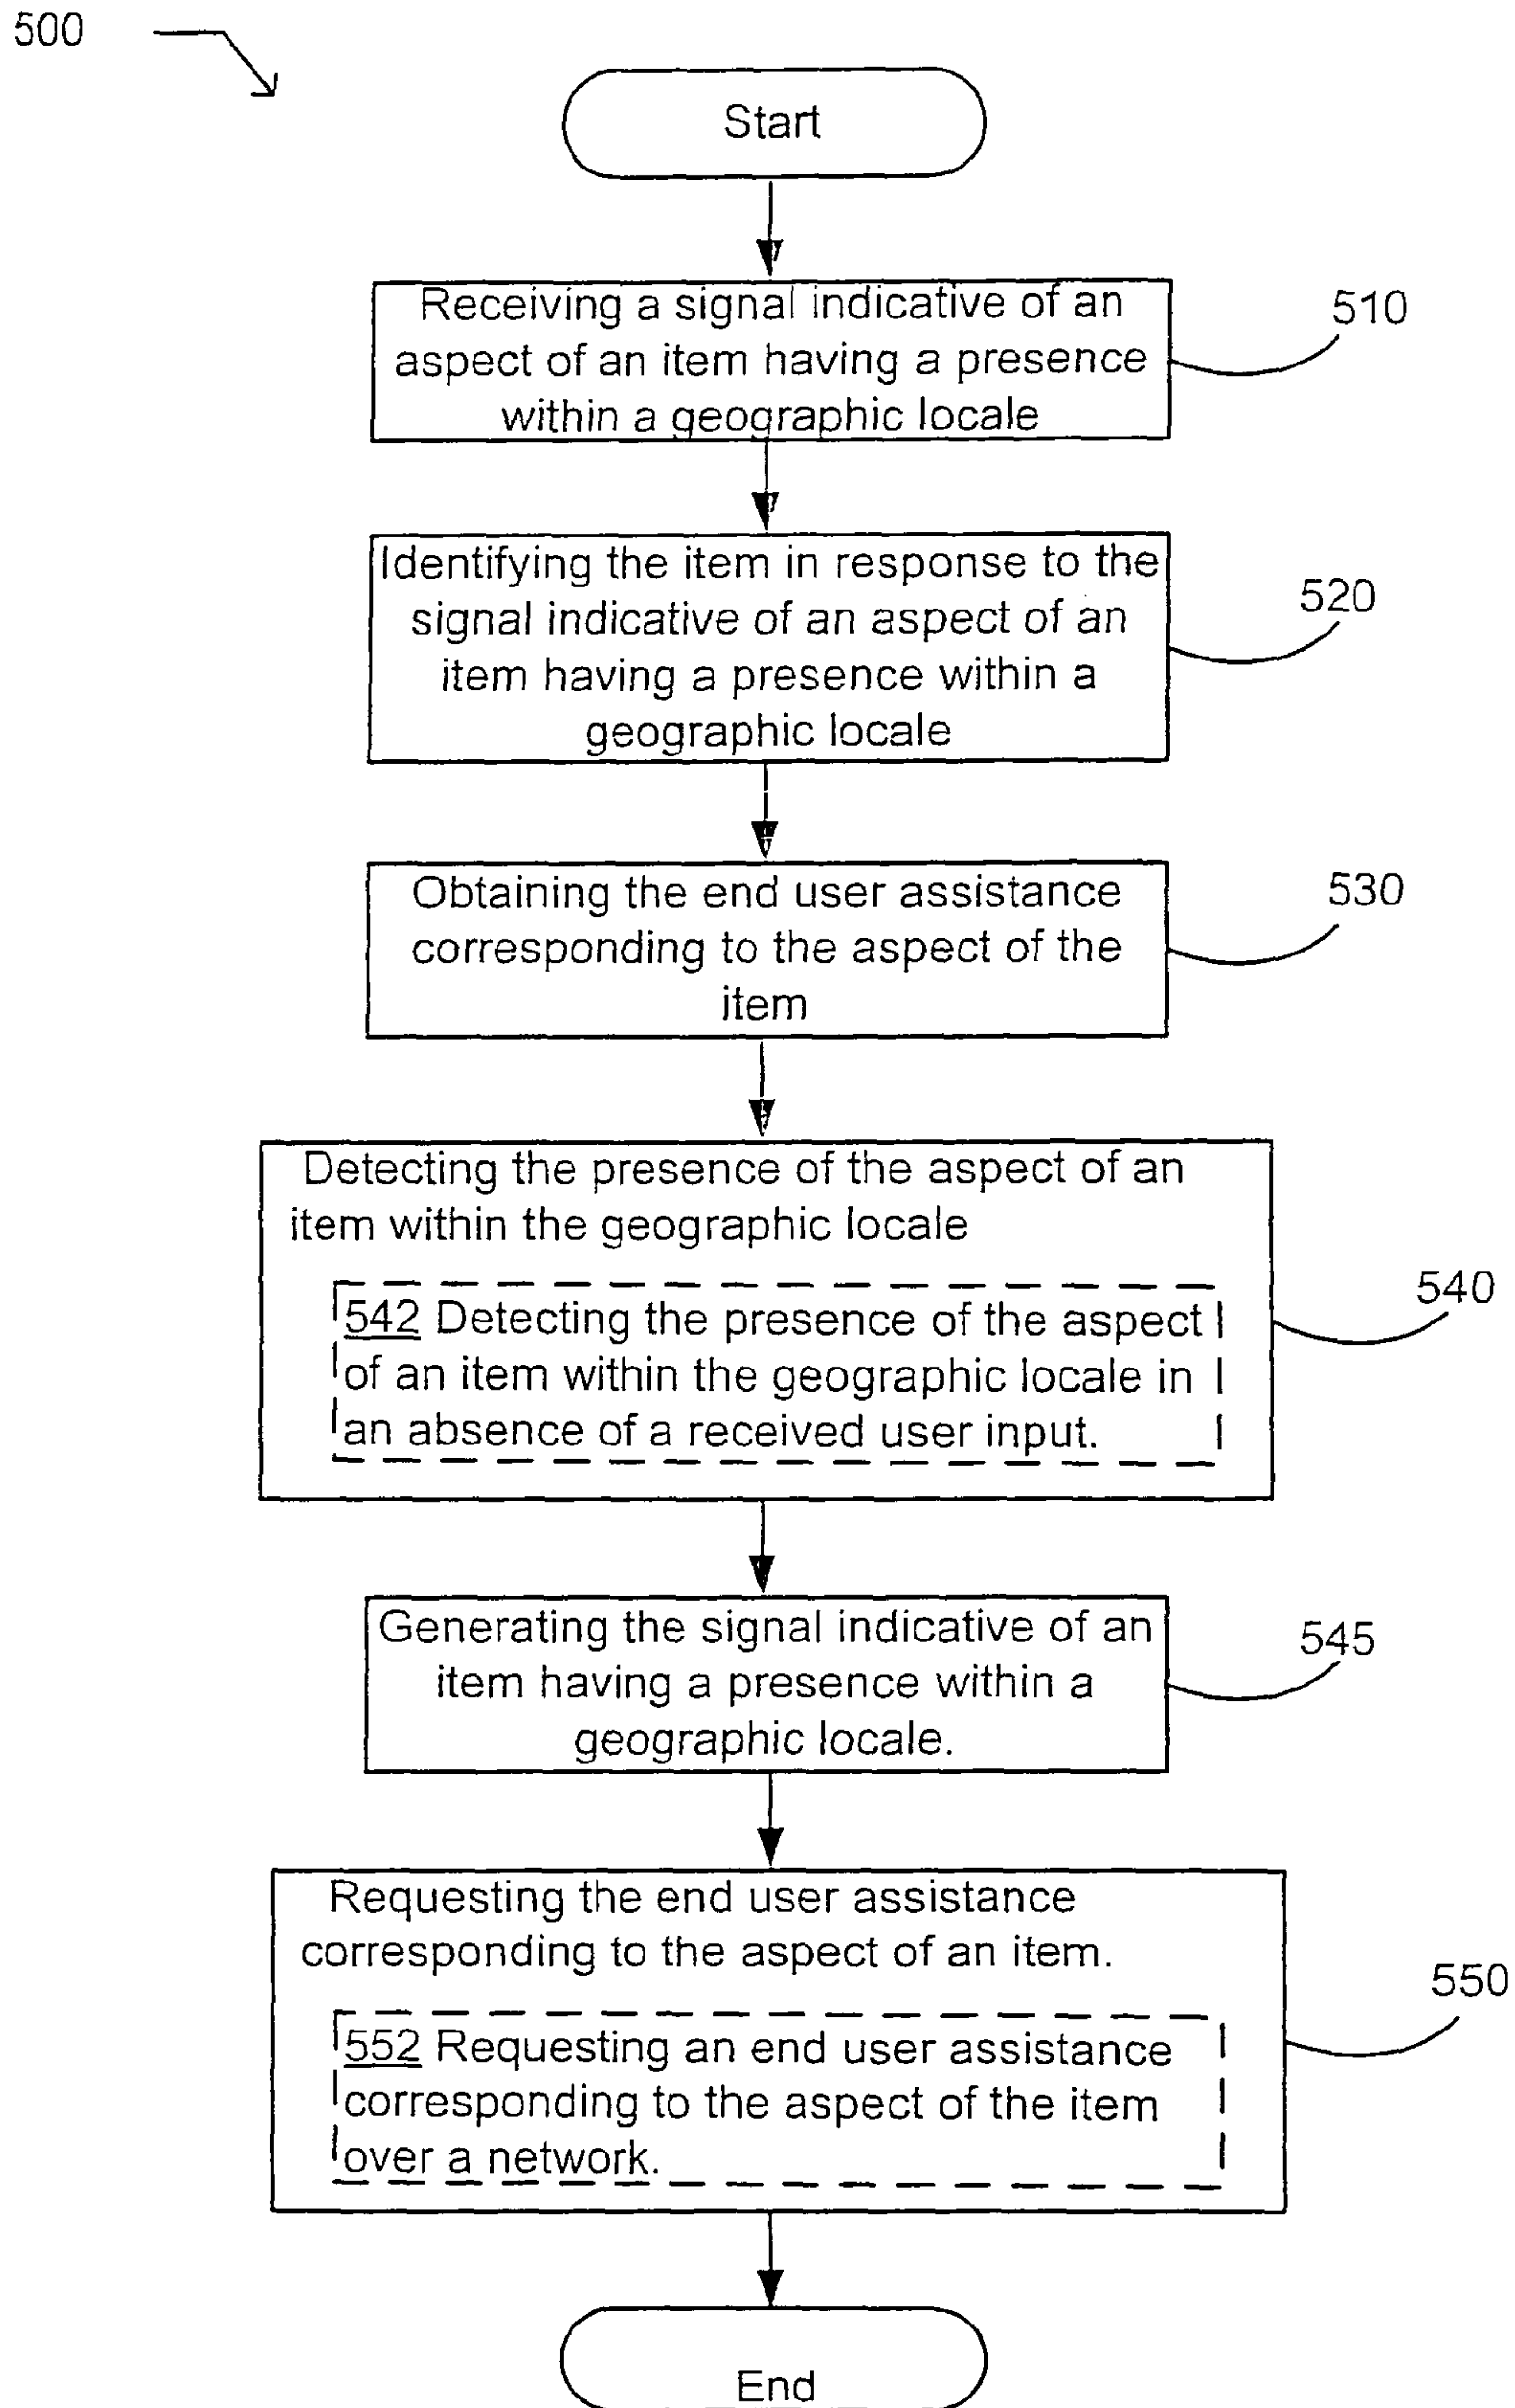 500
Start
Receiving a signal indicative of an
aspect of an item having a presence
within a geographic locale
510
Identifying the item in response to the
signal indicative of an aspect of an
item having a presence within a
geographic locale
520
Obtaining the end user assistance
corresponding to the aspect of the
item
530
Detecting the presence of the aspect of an
item within the geographic locale
542 Detecting the presence of the aspect
of an item within the geographic locale in
an absence of a received user input.
540
Generating the signal indicative of an
item having a presence within a
geographic locale.
545
Requesting the end user assistance
corresponding to the aspect of an item.
552 Requesting an end user assistance
corresponding to the aspect of the item
over a network.
550
End